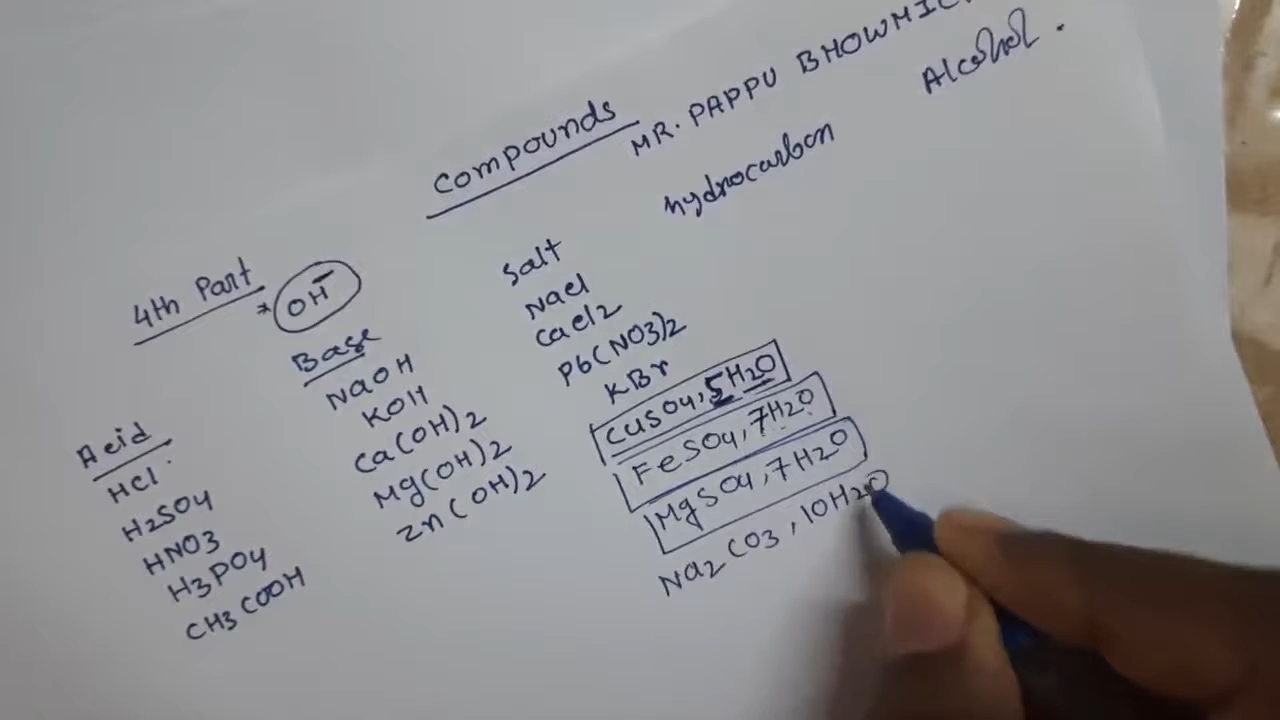 Compounds
MR. PAPPU BHOWMIC
hydrocarbon
Alcohol.
4th Part
* OH-
Acid
HCl
H2SO4
HNO3
H3PO4
CH3COOH
Base
NaOH
KOH
Ca(OH)2
Mg(OH)2
Zn(OH)2
Salt
NaCl
CaCl2
Pb(NO3)2
KBr
CuSO4, 5H2O
FeSO4, 7H2O
MgSO4, 7H2O
Na2CO3, 10H2O